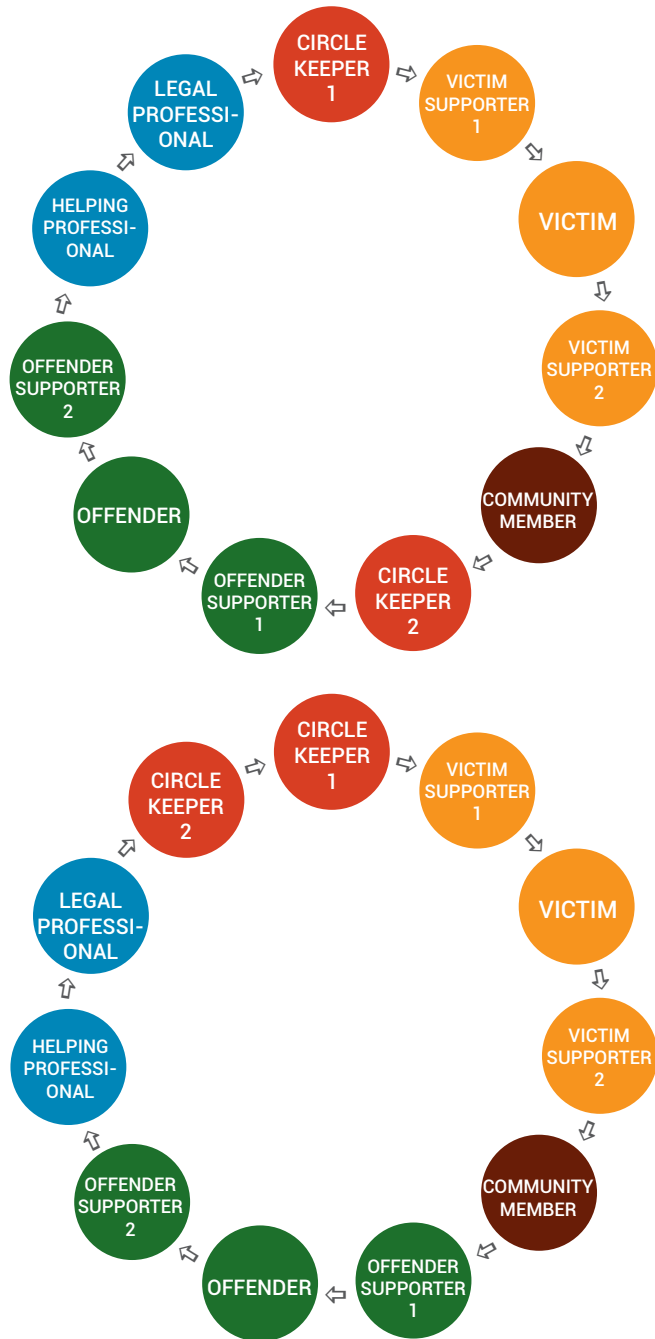 CIRCLE
KEEPER
1
VICTIM
SUPPORTER
1
VICTIM
VICTIM
SUPPORTER
2
COMMUNITY
MEMBER
CIRCLE
KEEPER
2
OFFENDER
SUPPORTER
1
OFFENDER
OFFENDER
SUPPORTER
2
HELPING
PROFESSI-
ONAL
LEGAL
PROFESSI-
ONAL
CIRCLE
KEEPER
1
VICTIM
SUPPORTER
1
VICTIM
VICTIM
SUPPORTER
2
COMMUNITY
MEMBER
OFFENDER
SUPPORTER
1
OFFENDER
OFFENDER
SUPPORTER
2
HELPING
PROFESSI-
ONAL
LEGAL
PROFESSI-
ONAL
CIRCLE
KEEPER
2